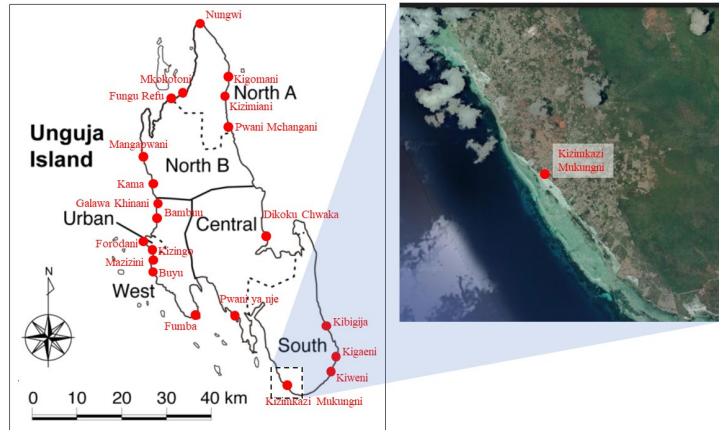 Nungwi
Mkokotoni
Kigomani
Fungu Refu
North A
Kizimiani
Unguja
Island
Pwani Mchangani
Mangapwani
North B
Kama
Galawa Khinani
Bambuu
Urban
Central
Dikoku Chwaka
Forodani
Kizingo
Mazizini
Buyu
West
Pwani ya nje
Fumba
Kibigija
South
Kigaeni
Kiweni
Kizimkazi Mukungni
N
0 10 20 30 40 km
Kizimkazi
Mukungni